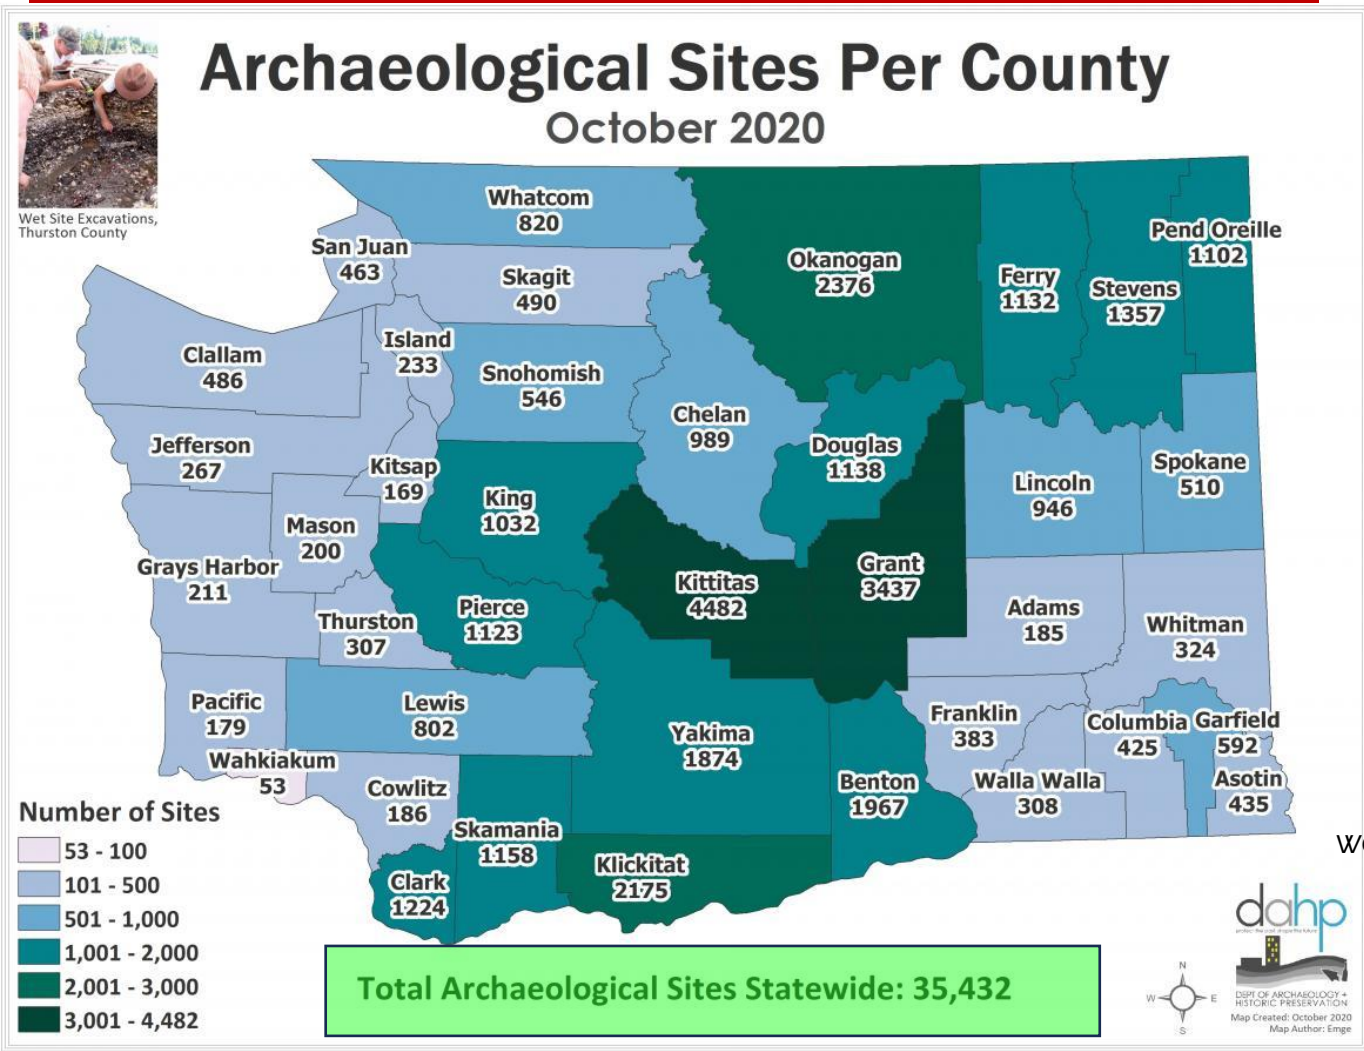 Archaeological Sites Per County
October 2020
Wet Site Excavations,
Thurston County
Whatcom
820
San Juan
463
Skagit
490
Okanogan
2376
Ferry
1132
Stevens
1357
Pend Oreille
1102
Clallam
486
Island
233
Snohomish
546
Chelan
989
Douglas
1138
Jefferson
267
Kitsap
169
King
1032
Lincoln
946
Spokane
510
Mason
200
Grays Harbor
211
Kittitas
4482
Grant
3437
Thurston
307
Pierce
1123
Adams
185
Whitman
324
Pacific
179
Lewis
802
Yakima
1874
Franklin
383
Columbia
425
Garfield
592
Wahkiakum
53
Cowlitz
186
Benton
1967
Walla Walla
308
Asotin
435
Skamania
1158
Klickitat
2175
Clark
1224
Number of Sites
53 - 100
101 - 500
501 - 1,000
1,001 - 2,000
2,001 - 3,000
3,001 - 4,482
Total Archaeological Sites Statewide: 35,432
N
W E
S
dahp
DEPT OF ARCHAEOLOGY +
HISTORIC PRESERVATION
Map Created: October 2020
Map Author: Emge